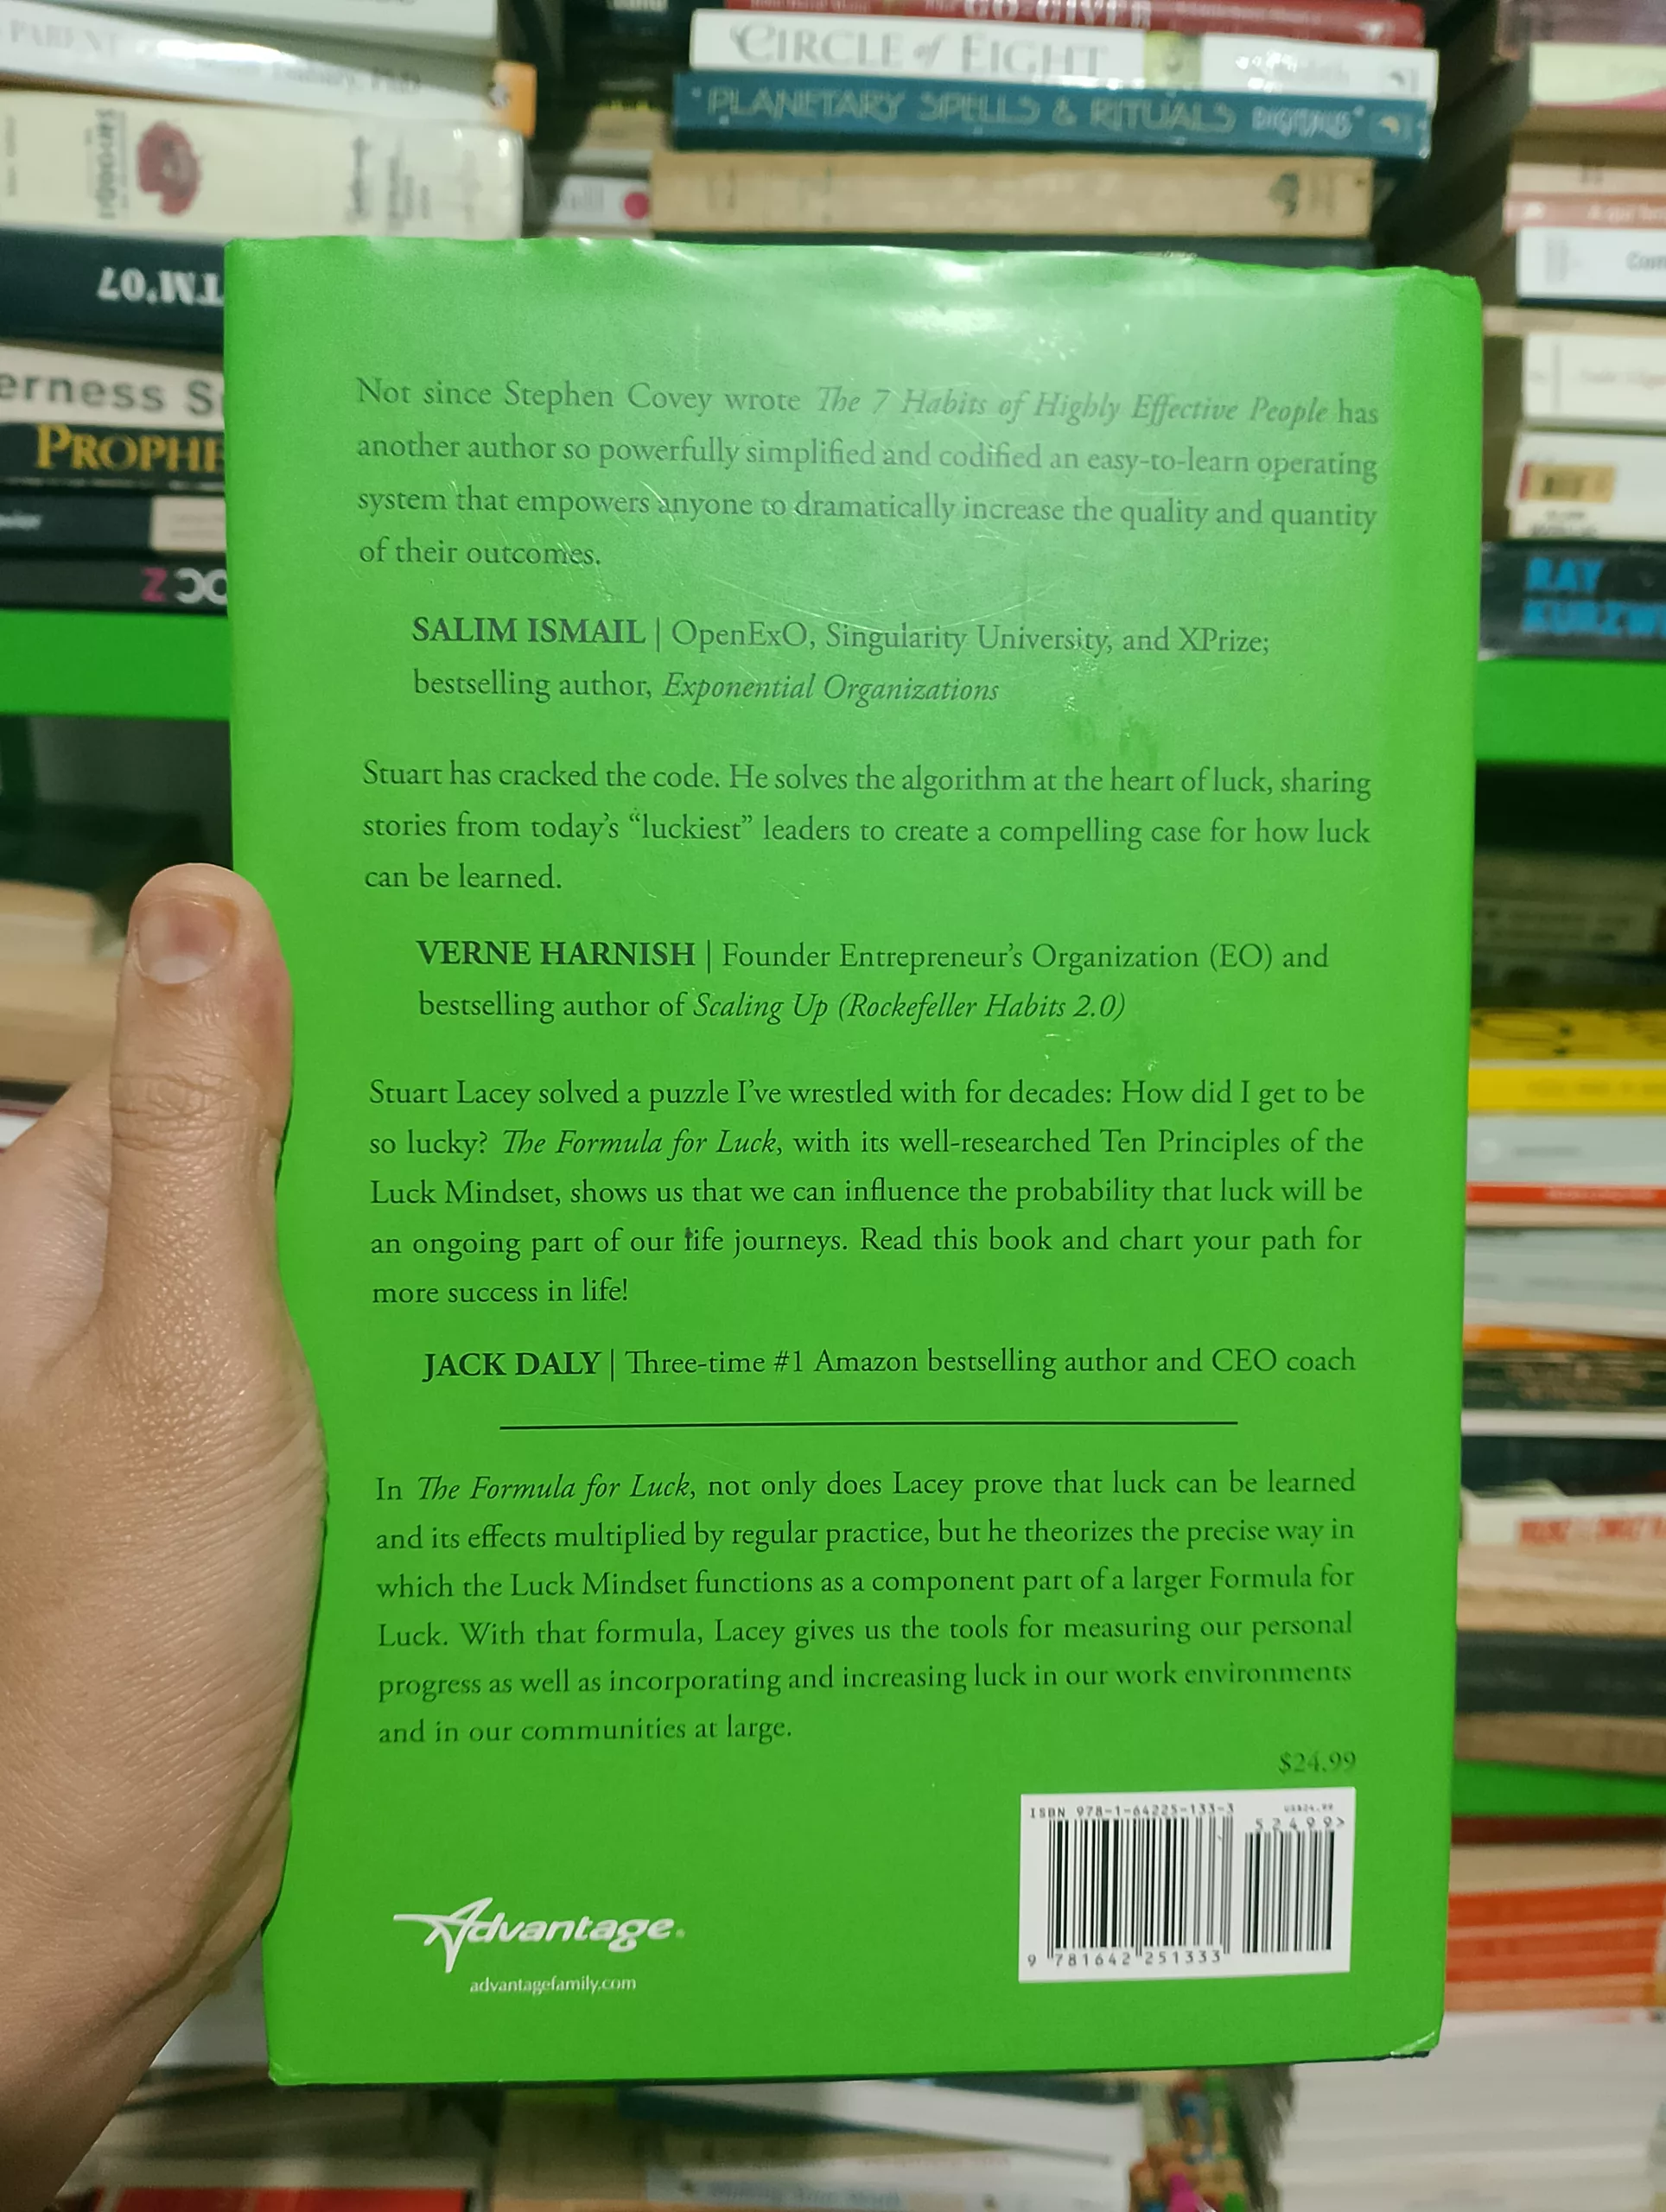 PARENT
GO-GIVER
CIRCLE of EIGHT
PLANETARY SPELLS & RITUALS
T.M.07
erness S
PROPHE
OC Z
RAY
KURZW
Not since Stephen Covey wrote The 7 Habits of Highly Effective People has
another author so powerfully simplified and codified an easy-to-learn operating
system that empowers anyone to dramatically increase the quality and quantity
of their outcomes.
SALIM ISMAIL | OpenExO, Singularity University, and XPrize;
bestselling author, Exponential Organizations
Stuart has cracked the code. He solves the algorithm at the heart of luck, sharing
stories from today's “luckiest” leaders to create a compelling case for how luck
can be learned.
VERNE HARNISH | Founder Entrepreneur's Organization (EO) and
bestselling author of Scaling Up (Rockefeller Habits 2.0)
Stuart Lacey solved a puzzle I've wrestled with for decades: How did I get to be
so lucky? The Formula for Luck, with its well-researched Ten Principles of the
Luck Mindset, shows us that we can influence the probability that luck will be
an ongoing part of our life journeys. Read this book and chart your path for
more success in life!
JACK DALY | Three-time #1 Amazon bestselling author and CEO coach
In The Formula for Luck, not only does Lacey prove that luck can be learned
and its effects multiplied by regular practice, but he theorizes the precise way in
which the Luck Mindset functions as a component part of a larger Formula for
Luck. With that formula, Lacey gives us the tools for measuring our personal
progress as well as incorporating and increasing luck in our work environments
and in our communities at large.
$24.99
ISBN 978-1-64225-133-3
US$24.99
52499>
9 781642 251333
Advantage
advantagefamily.com